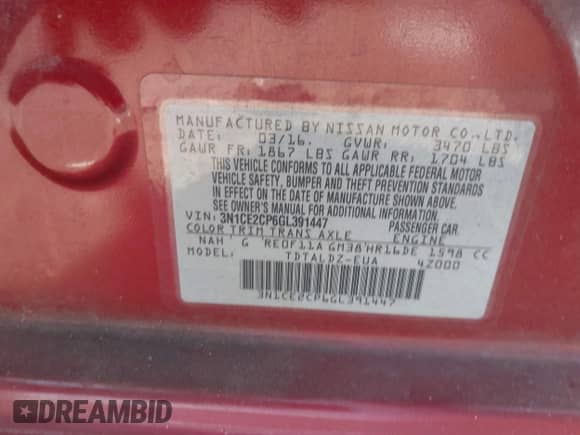 MANUFACTURED BY NISSAN MOTOR CO.,LTD.
DATE: 03/16. GVWR: 3470 LBS
GAWR FR: 1867 LBS GAWR RR: 1704 LBS
THIS VEHICLE CONFORMS TO ALL APPLICABLE FEDERAL MOTOR
VEHICLE SAFETY, BUMPER AND THEFT PREVENTION STANDARDS
IN EFFECT ON THE DATE OF MANUFACTURE SHOWN ABOVE.
SEE OWNER'S MANUAL FOR ADDITIONAL INFORMATION.
VIN: 3N1CE2CP6GL391447 PASSENGER CAR.
COLOR TRIM TRANS AXLE ENGINE
NAH G RE0F11A GM38 HR16DE 1598 CC
MODEL: TDTALDZ-EUA 4Z000
3N1CE2CP6GL391447
DREAMBID